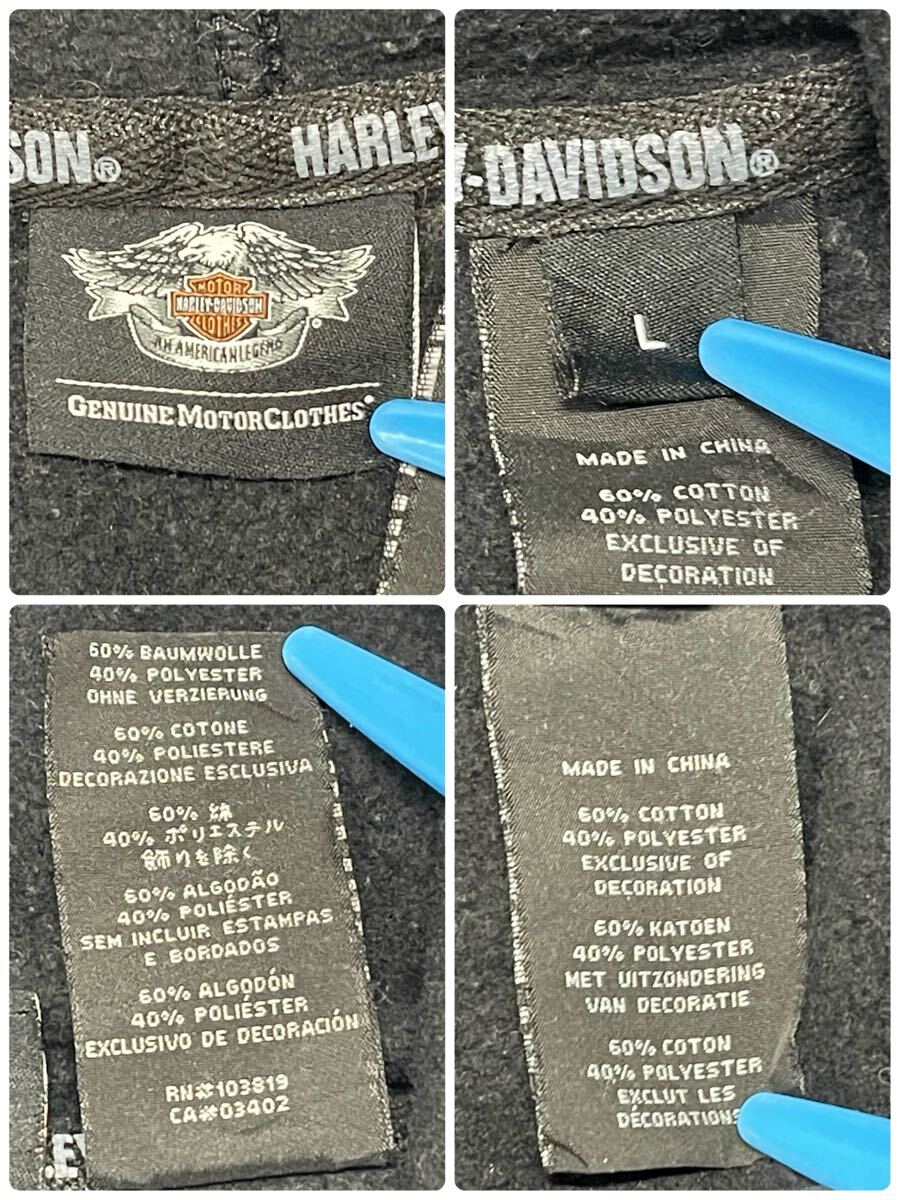 SON®
HARLEY
MOTOR
HARLEY-DAVIDSON
CLOTHES
®
AN AMERICAN LEGEND
GENUINE MOTORCLOTHES®
-DAVIDSON®
L
MADE IN CHINA
60% COTTON
40% POLYESTER
EXCLUSIVE OF
DECORATION
60% BAUMWOLLE
40% POLYESTER
OHNE VERZIERUNG
60% COTONE
40% POLIESTERE
DECORAZIONE ESCLUSIVA
60% 綿
40% ポリエステル
飾りを除く
60% ALGODÃO
40% POLIÉSTER
SEM INCLUIR ESTAMPAS
E BORDADOS
60% ALGODÓN
40% POLIÉSTER
EXCLUSIVO DE DECORACIÓN
RN#103819
CA#03402
MADE IN CHINA
60% COTTON
40% POLYESTER
EXCLUSIVE OF
DECORATION
60% KATOEN
40% POLYESTER
MET UITZONDERING
VAN DECORATIE
60% COTON
40% POLYESTER
EXCLUT LES
DÉCORATIONS